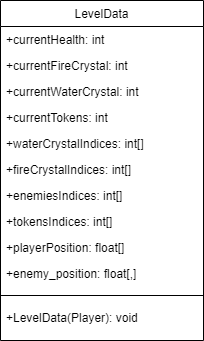 LevelData
+currentHealth: int
+currentFireCrystal: int
+currentWaterCrystal: int
+currentTokens: int
+waterCrystalIndices: int[]
+fireCrystalIndices: int[]
+enemiesIndices: int[]
+tokensIndices: int[]
+playerPosition: float[]
+enemy_position: float[,]
+LevelData(Player): void